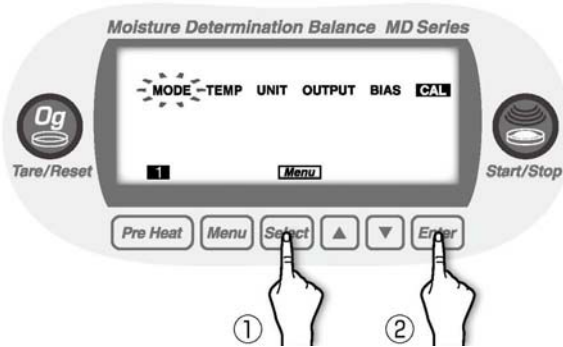 Moisture Determination Balance MD Series
MODE TEMP UNIT OUTPUT BIAS CAL
0g
Tare/Reset
1 Menu
Start/Stop
Pre Heat Menu Select ▲ ▼ Enter
① ②